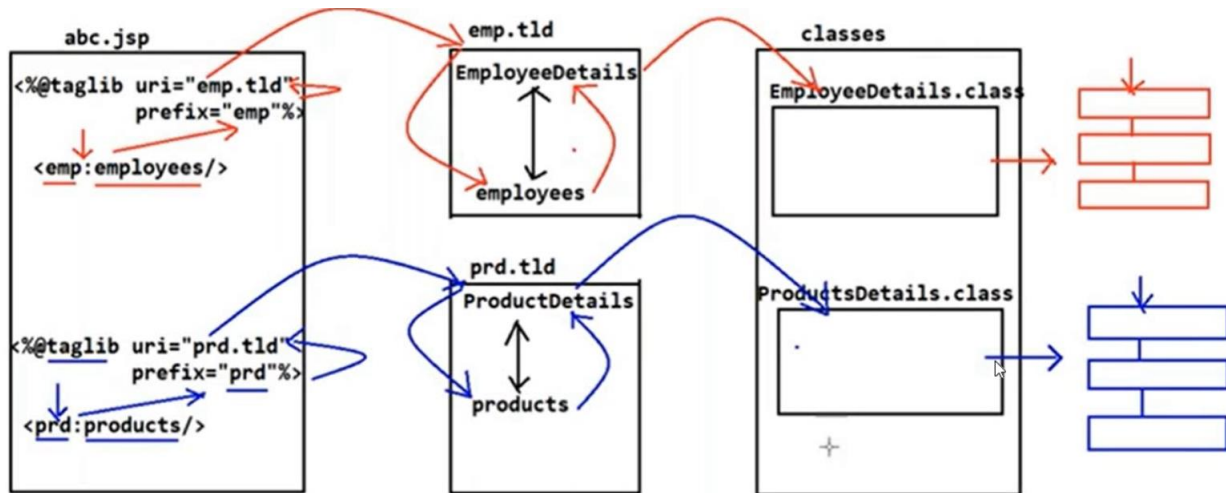 abc.jsp
<%@taglib uri="emp.tld"
prefix="emp"%>
<emp:employees/>
<%@taglib uri="prd.tld"
prefix="prd"%>
<prd:products/>
emp.tld
EmployeeDetails
employees
prd.tld
ProductDetails
products
classes
EmployeeDetails.class
ProductsDetails.class